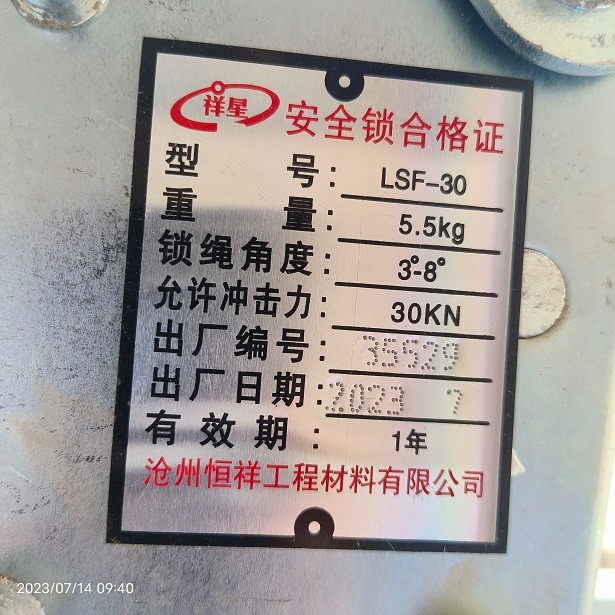 祥星 安全锁合格证
型号: LSF-30
重量: 5.5kg
锁绳角度: 3°-8°
允许冲击力: 30KN
出厂编号: 35529
出厂日期: 2023 7
有效期: 1年
沧州恒祥工程材料有限公司
2023/07/14 09:40